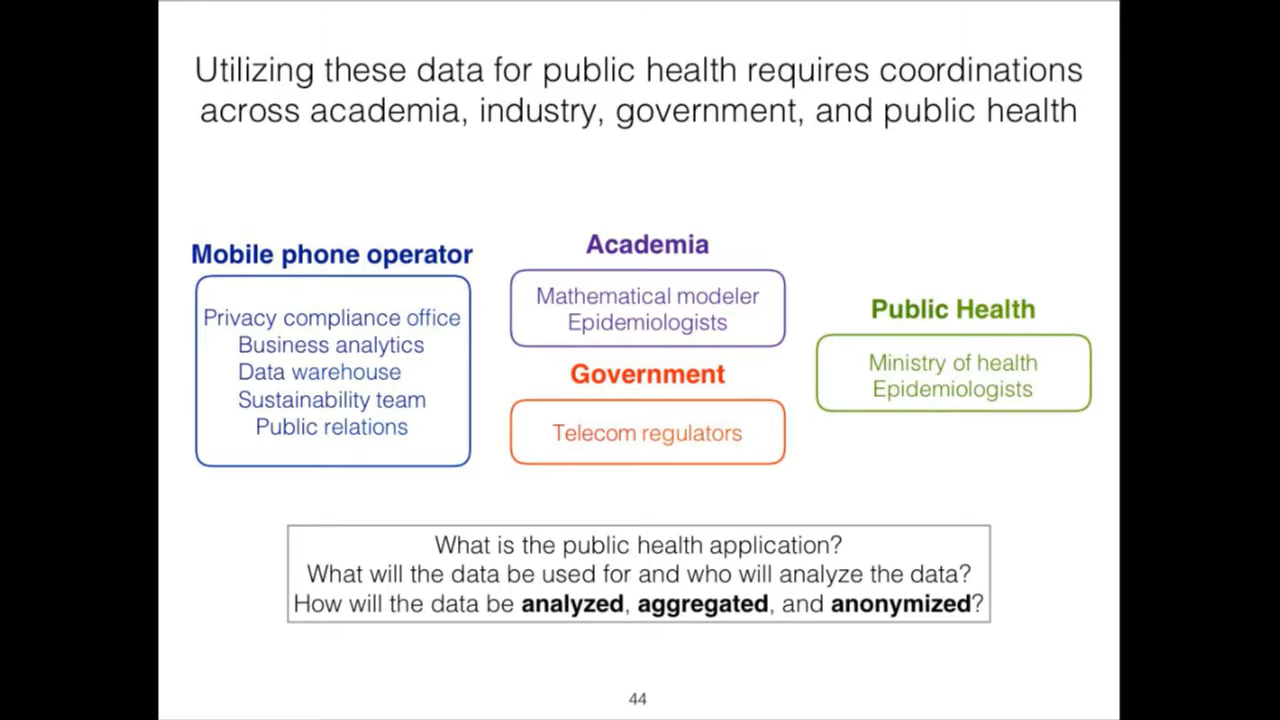 Utilizing these data for public health requires coordinations
across academia, industry, government, and public health
Mobile phone operator
Privacy compliance office
Business analytics
Data warehouse
Sustainability team
Public relations
Academia
Mathematical modeler
Epidemiologists
Government
Telecom regulators
Public Health
Ministry of health
Epidemiologists
What is the public health application?
What will the data be used for and who will analyze the data?
How will the data be analyzed, aggregated, and anonymized?
44